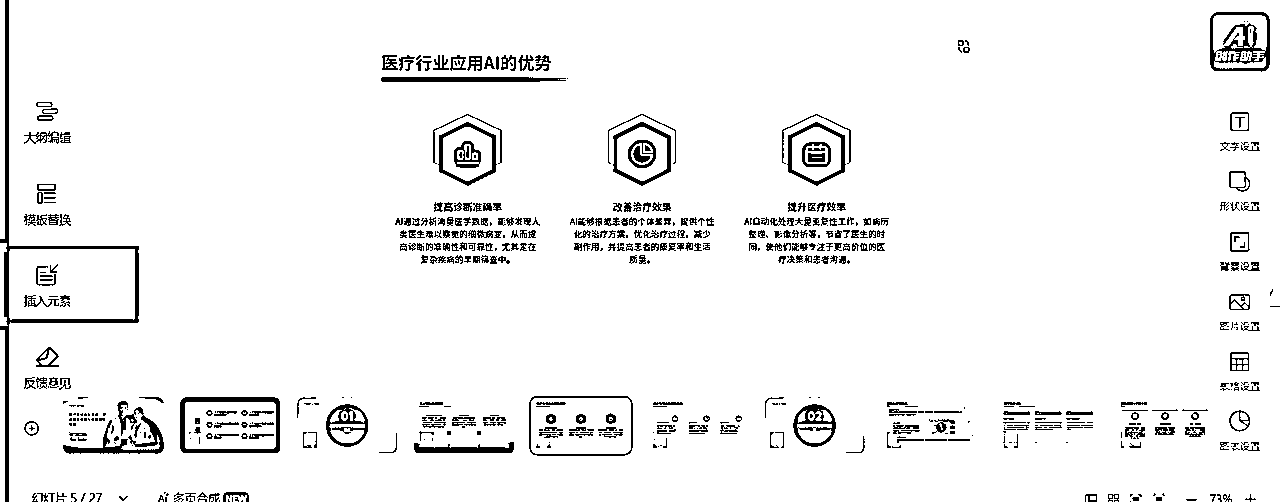 医疗行业应用AI的优势
Ai
创作助手
大纲编辑
模板替换
插入元素
反馈意见
提高诊断准确率
AI通过分析海量医学数据，能够发现人
类医生难以察觉的细微病变，从而提
高诊断的准确性和可靠性，尤其是在
复杂疾病的早期筛查中。
改善治疗效果
AI能够根据患者的个体差异，提供个性
化的治疗方案，优化治疗过程，减少
副作用，并提高患者的康复率和生活
质量。
提升医疗效率
AI自动化处理大量重复性工作，如病历
整理、影像分析等，节省了医生的时
间，使他们能够专注于更高价值的医
疗决策和患者沟通。
文字设置
形状设置
背景设置
图片设置
表格设置
图表设置
01
02
幻灯片 5 / 27
Ai 多页合成 NEW
73%